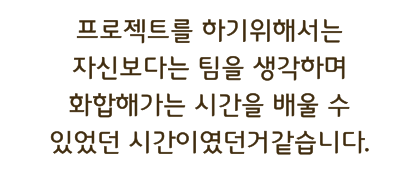 프로젝트를 하기위해서는
자신보다는 팀을 생각하며
화합해가는 시간을 배울 수
있었던 시간이였던거같습니다.